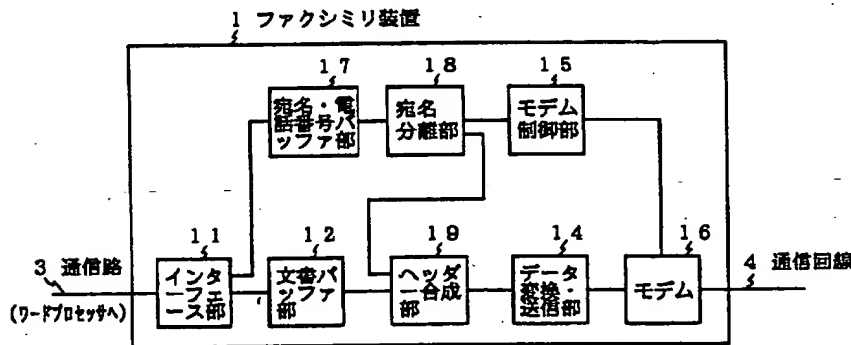 1 ファクシミリ装置
17
宛名・電
話番号バ
ッファ部
18
宛名
分離部
15
モデム
制御部
11
インタ
ーフェ
ース部
12
文書バ
ッファ
部
19
ヘッダ
ー合成
部
14
データ
変換・
送信部
16
モデム
3 通信路
(ワードプロセッサへ)
4 通信回線